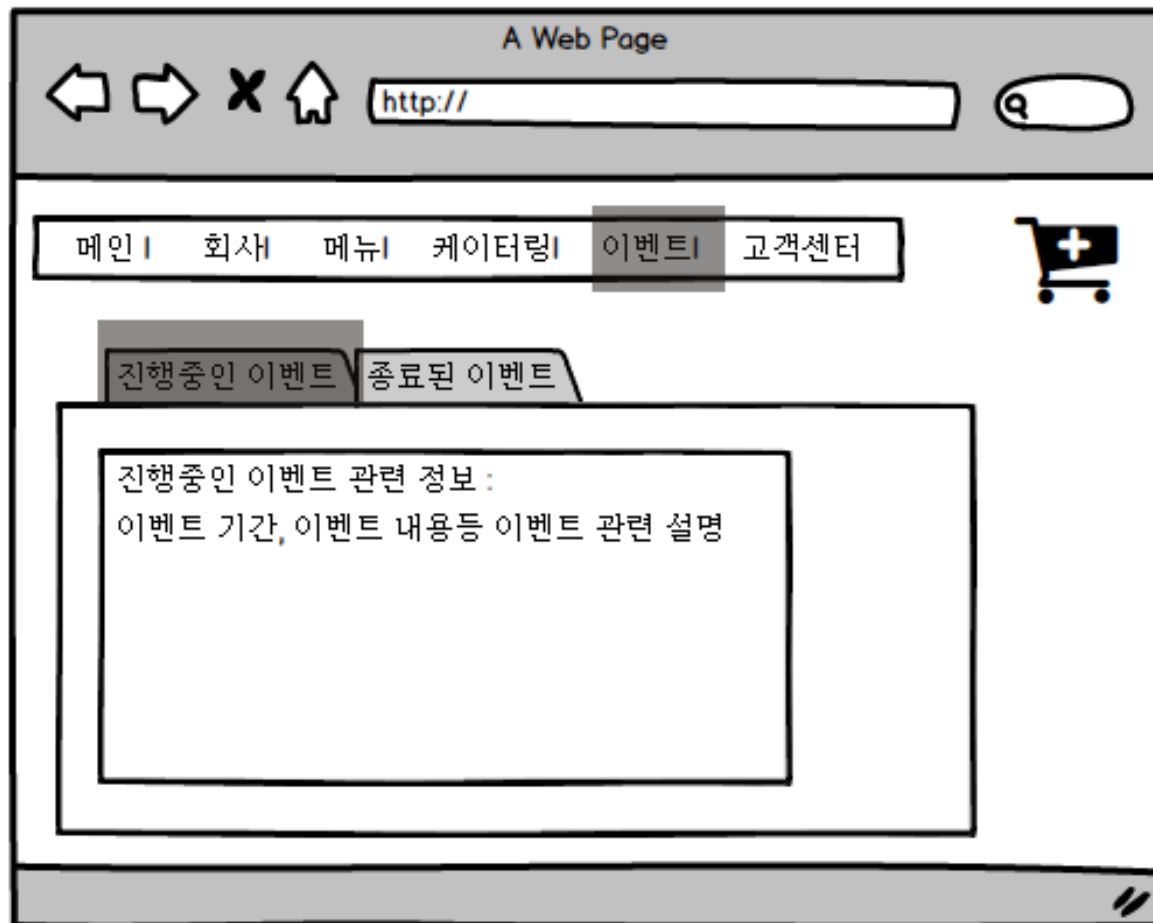 A Web Page
http://
메인 | 회사| 메뉴| 케이터링| 이벤트| 고객센터
진행중인 이벤트 종료된 이벤트
진행중인 이벤트 관련 정보 :
이벤트 기간, 이벤트 내용등 이벤트 관련 설명